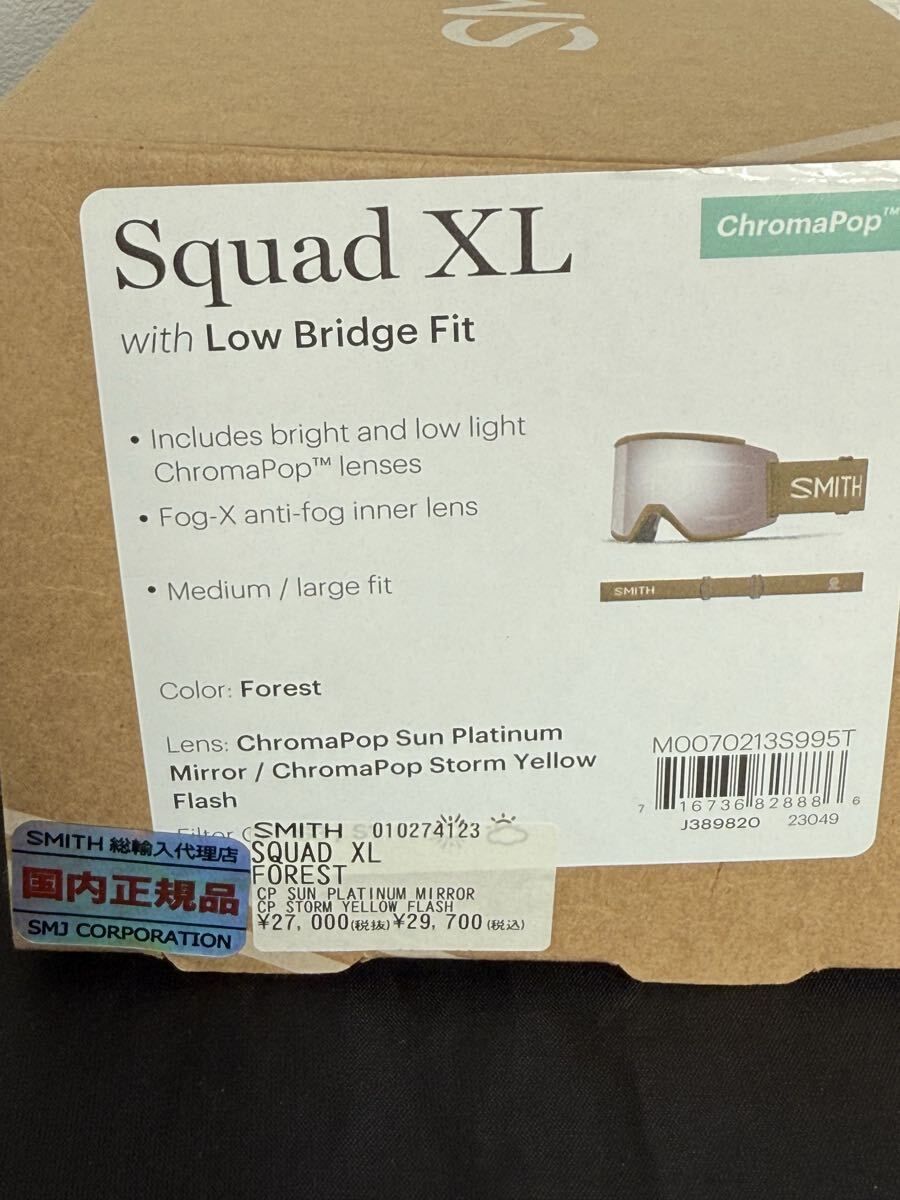 SM
Squad XL
ChromaPop™
with Low Bridge Fit
• Includes bright and low light
ChromaPop™ lenses
• Fog-X anti-fog inner lens
• Medium / large fit
SMITH
SMITH
Color: Forest
Lens: ChromaPop Sun Platinum
Mirror / ChromaPop Storm Yellow
Flash
M0070213S995T
7 16736 82888 6
J389820 23049
Filter
SMITH 010274123
SQUAD XL
FOREST
CP SUN PLATINUM MIRROR
CP STORM YELLOW FLASH
¥27,000(税抜)¥29,700(税込)
SMITH 総輸入代理店
国内正規品
SMJ CORPORATION